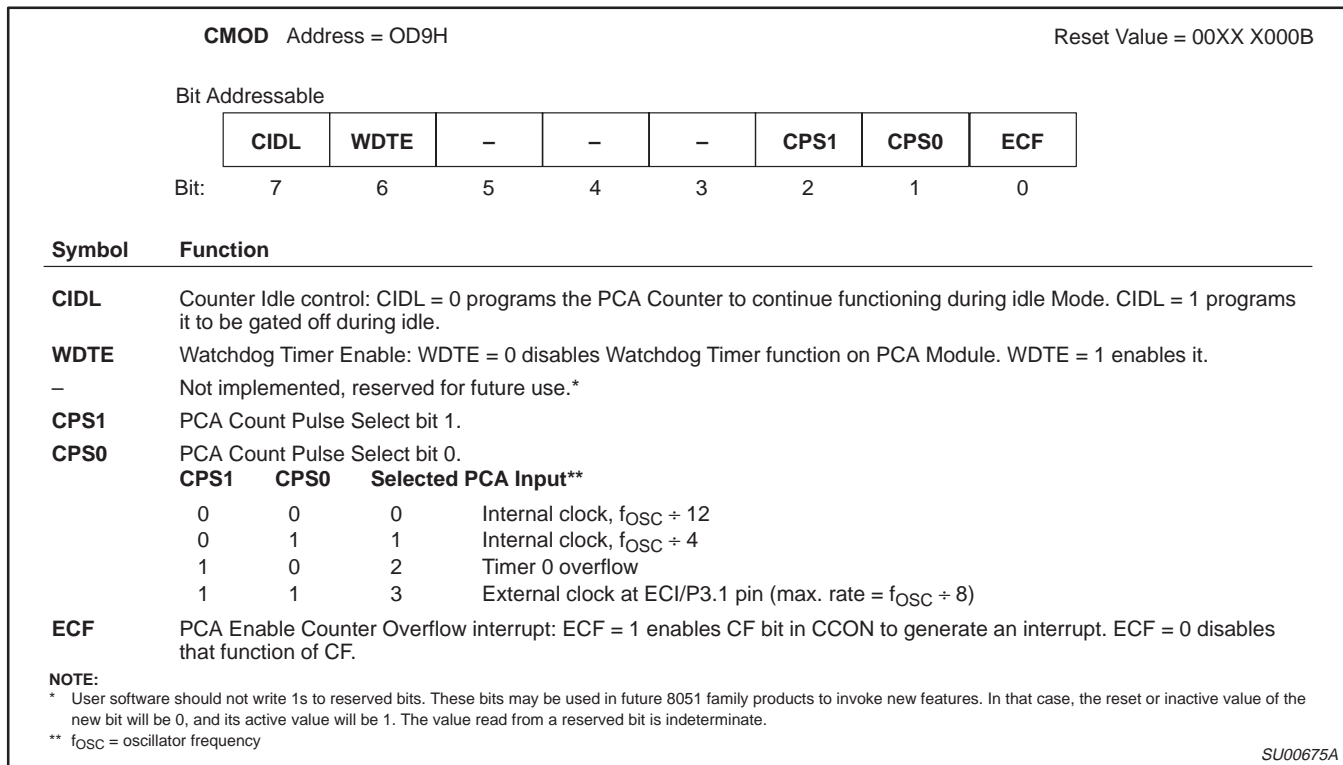 CMOD Address = OD9H Reset Value = 00XX X000B
Bit Addressable
CIDL WDTE – – – CPS1 CPS0 ECF
Bit: 7 6 5 4 3 2 1 0
Symbol Function
CIDL Counter Idle control: CIDL = 0 programs the PCA Counter to continue functioning during idle Mode. CIDL = 1 programs
it to be gated off during idle.
WDTE Watchdog Timer Enable: WDTE = 0 disables Watchdog Timer function on PCA Module. WDTE = 1 enables it.
– Not implemented, reserved for future use.*
CPS1 PCA Count Pulse Select bit 1.
CPS0 PCA Count Pulse Select bit 0.
CPS1 CPS0 Selected PCA Input**
0 0 0 Internal clock, fOSC ÷ 12
0 1 1 Internal clock, fOSC ÷ 4
1 0 2 Timer 0 overflow
1 1 3 External clock at ECI/P3.1 pin (max. rate = fOSC ÷ 8)
ECF PCA Enable Counter Overflow interrupt: ECF = 1 enables CF bit in CCON to generate an interrupt. ECF = 0 disables
that function of CF.
NOTE:
* User software should not write 1s to reserved bits. These bits may be used in future 8051 family products to invoke new features. In that case, the reset or inactive value of the
new bit will be 0, and its active value will be 1. The value read from a reserved bit is indeterminate.
** fOSC = oscillator frequency
SU00675A